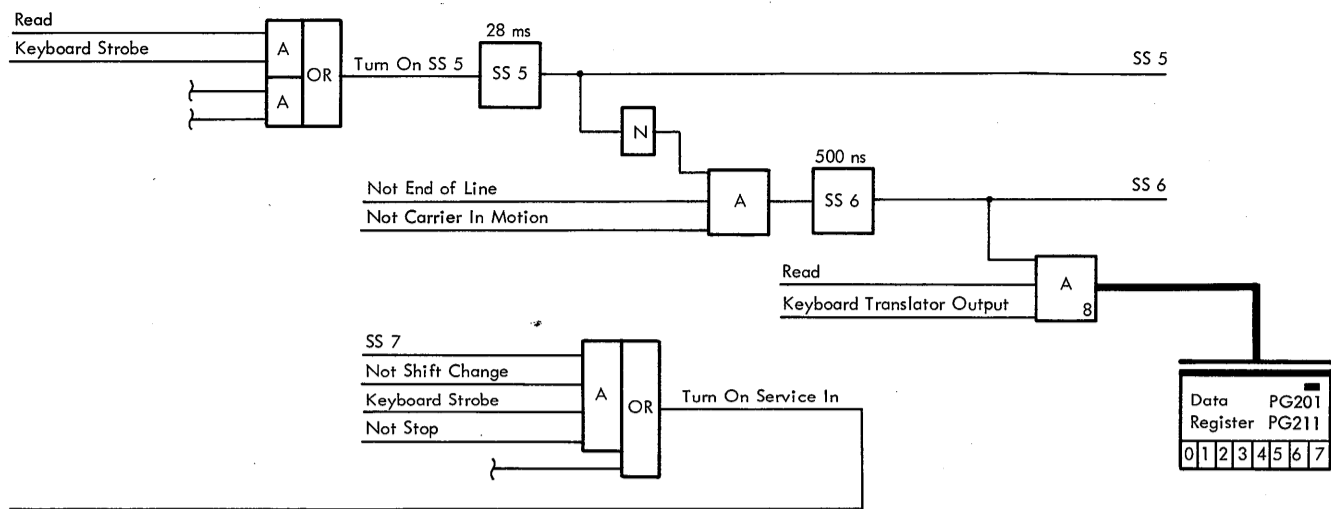 Read
Keyboard Strobe
A
OR
A
Turn On SS 5
28 ms
SS 5
SS 5
N
Not End of Line
Not Carrier In Motion
A
500 ns
SS 6
SS 6
Read
Keyboard Translator Output
A
8
SS 7
Not Shift Change
Keyboard Strobe
Not Stop
A
OR
Turn On Service In
Data PG201
Register PG211
0 1 2 3 4 5 6 7